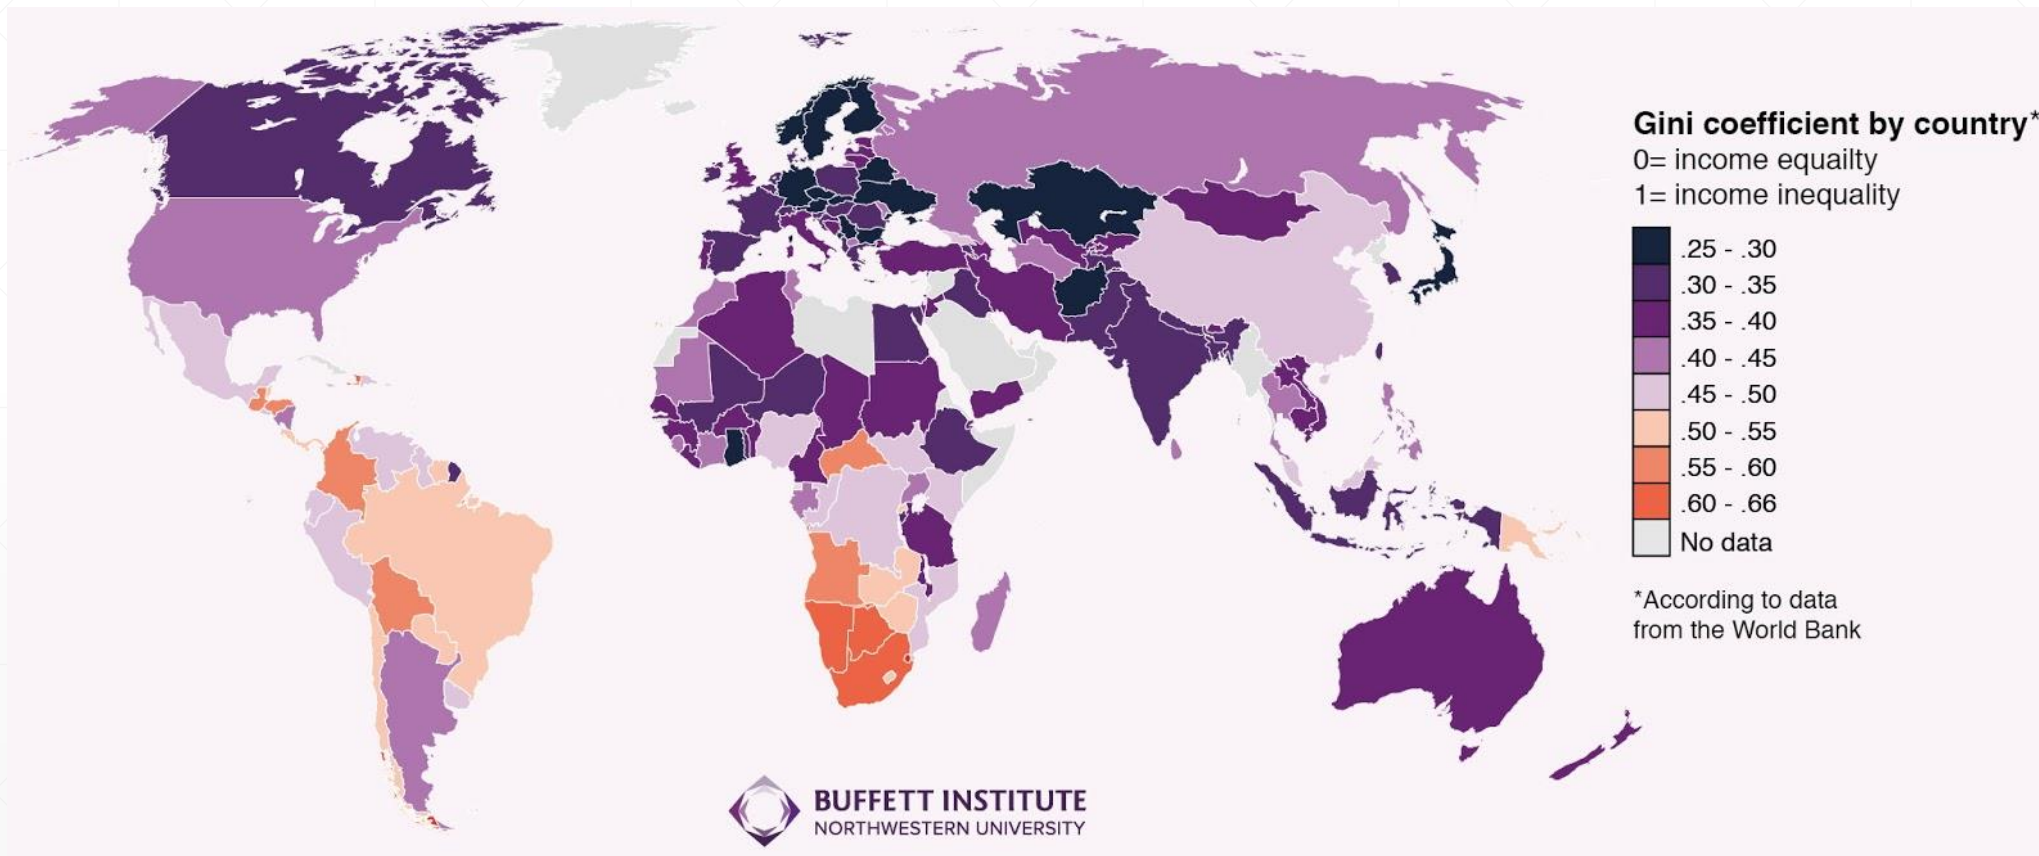 Gini coefficient by country*
0= income equailty
1= income inequality
.25 - .30
.30 - .35
.35 - .40
.40 - .45
.45 - .50
.50 - .55
.55 - .60
.60 - .66
No data
*According to data
from the World Bank
BUFFETT INSTITUTE
NORTHWESTERN UNIVERSITY